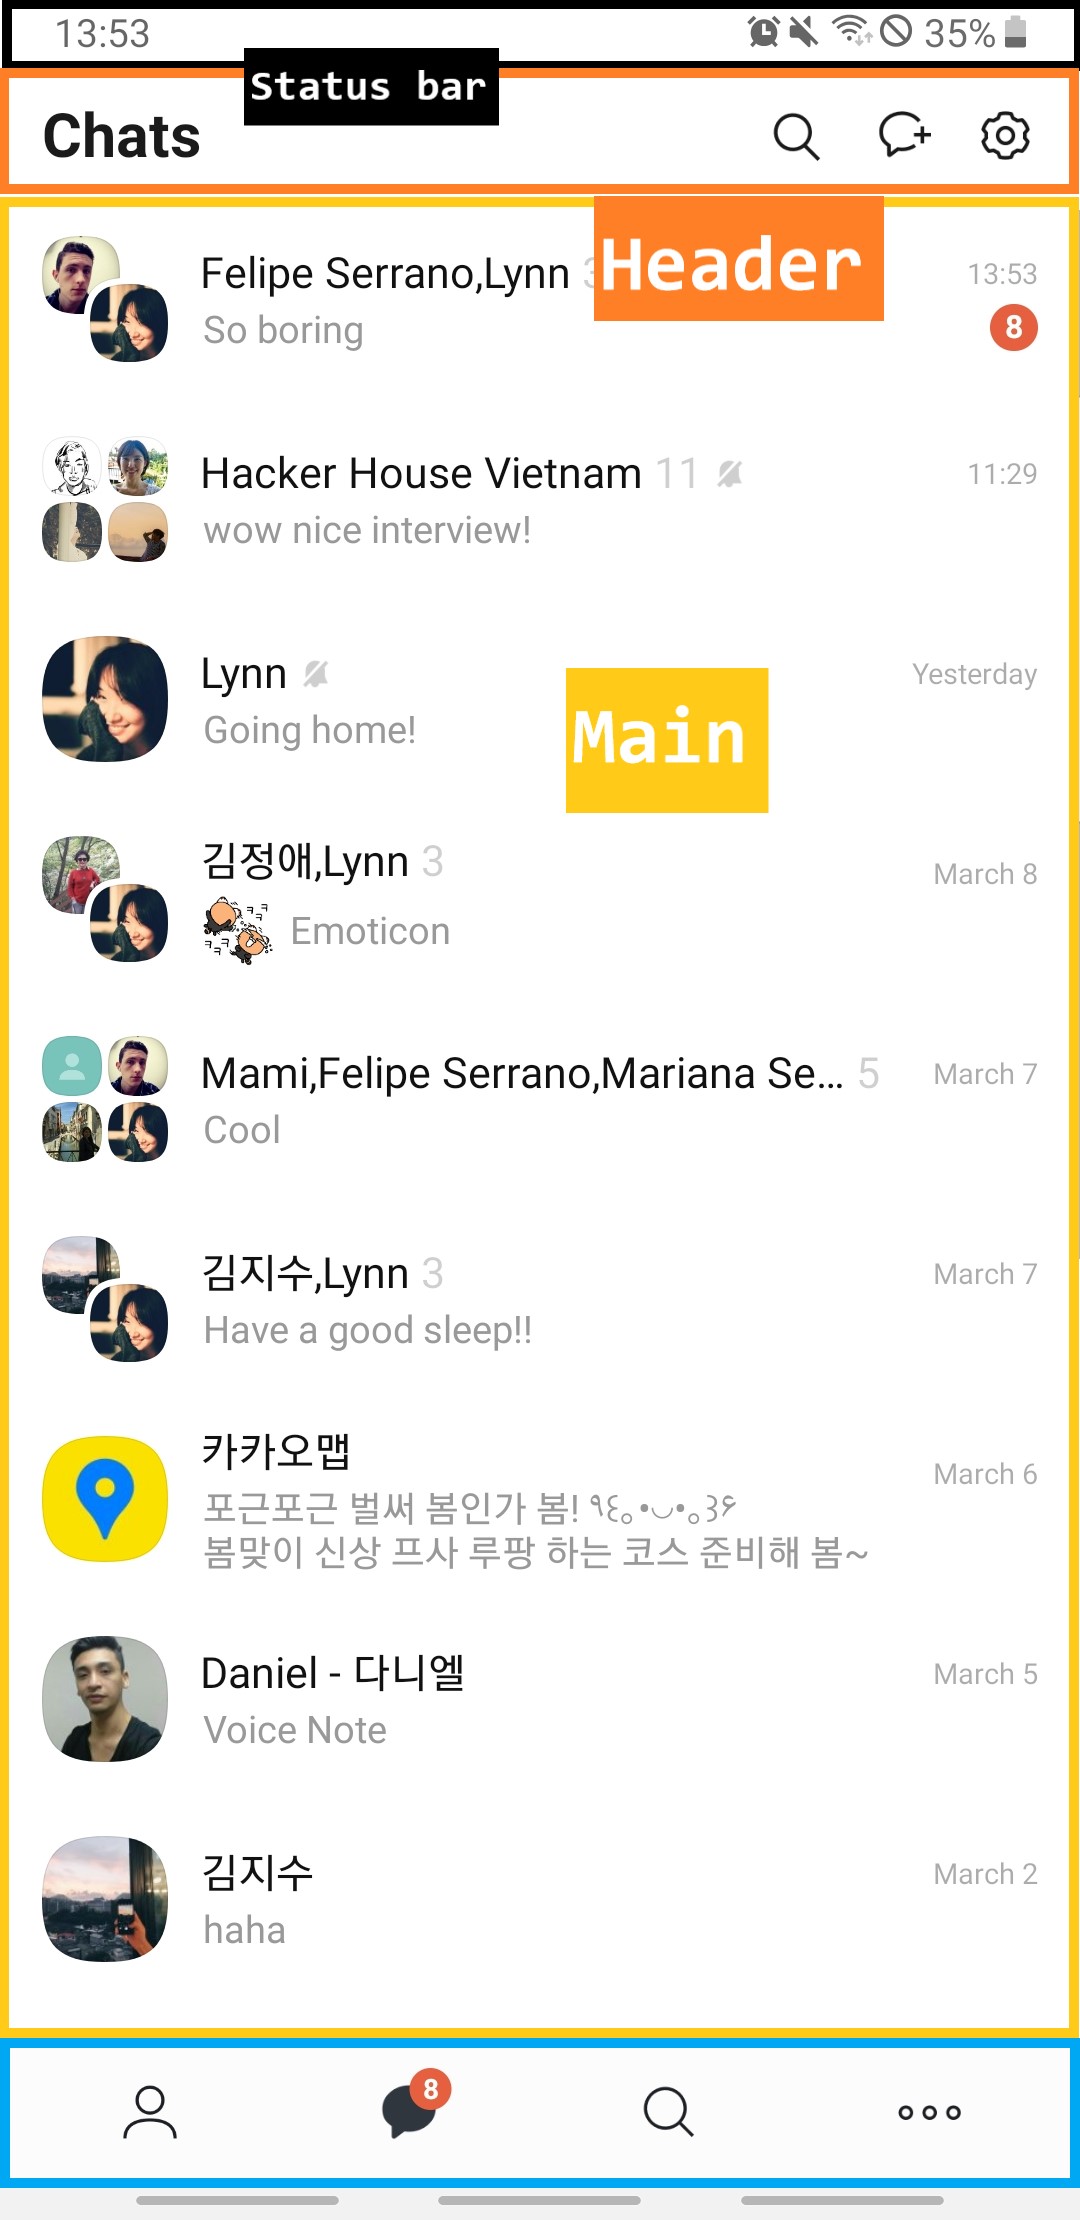 13:53 35%
Status bar
Chats
Header
Felipe Serrano,Lynn
13:53
So boring
8
Hacker House Vietnam 11
11:29
wow nice interview!
Lynn
Yesterday
Going home!
Main
김정애,Lynn 3
March 8
ㅋㅋㅋ
ㅋㅋㅋ
Emoticon
Mami,Felipe Serrano,Mariana Se... 5
March 7
Cool
김지수,Lynn 3
March 7
Have a good sleep!!
카카오맵
March 6
포근포근 벌써 봄인가 봄! ٩꒰｡•◡•｡꒱۶
봄맞이 신상 프사 루팡 하는 코스 준비해 봄~
Daniel - 다니엘
March 5
Voice Note
김지수
March 2
haha
8